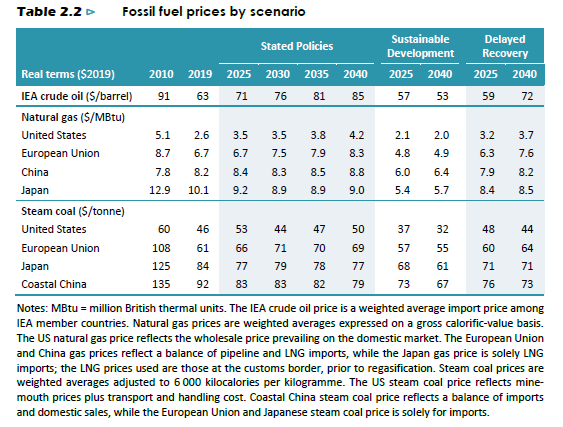 Table 2.2 ⊳ Fossil fuel prices by scenario
Stated Policies Sustainable Development Delayed Recovery
Real terms ($2019) 2010 2019 2025 2030 2035 2040 2025 2040 2025 2040
IEA crude oil ($/barrel) 91 63 71 76 81 85 57 53 59 72
Natural gas ($/MBtu)
United States 5.1 2.6 3.5 3.5 3.8 4.2 2.1 2.0 3.2 3.7
European Union 8.7 6.7 6.7 7.5 7.9 8.3 4.8 4.9 6.3 7.6
China 7.8 8.2 8.4 8.3 8.5 8.8 6.0 6.4 7.9 8.2
Japan 12.9 10.1 9.2 8.9 8.9 9.0 5.4 5.7 8.4 8.5
Steam coal ($/tonne)
United States 60 46 53 44 47 50 37 32 48 44
European Union 108 61 66 71 70 69 57 55 60 64
Japan 125 84 77 79 78 77 68 61 71 71
Coastal China 135 92 83 83 82 79 73 67 76 73
Notes: MBtu = million British thermal units. The IEA crude oil price is a weighted average import price among
IEA member countries. Natural gas prices are weighted averages expressed on a gross calorific-value basis.
The US natural gas price reflects the wholesale price prevailing on the domestic market. The European Union
and China gas prices reflect a balance of pipeline and LNG imports, while the Japan gas price is solely LNG
imports; the LNG prices used are those at the customs border, prior to regasification. Steam coal prices are
weighted averages adjusted to 6 000 kilocalories per kilogramme. The US steam coal price reflects mine-
mouth prices plus transport and handling cost. Coastal China steam coal price reflects a balance of imports
and domestic sales, while the European Union and Japanese steam coal price is solely for imports.